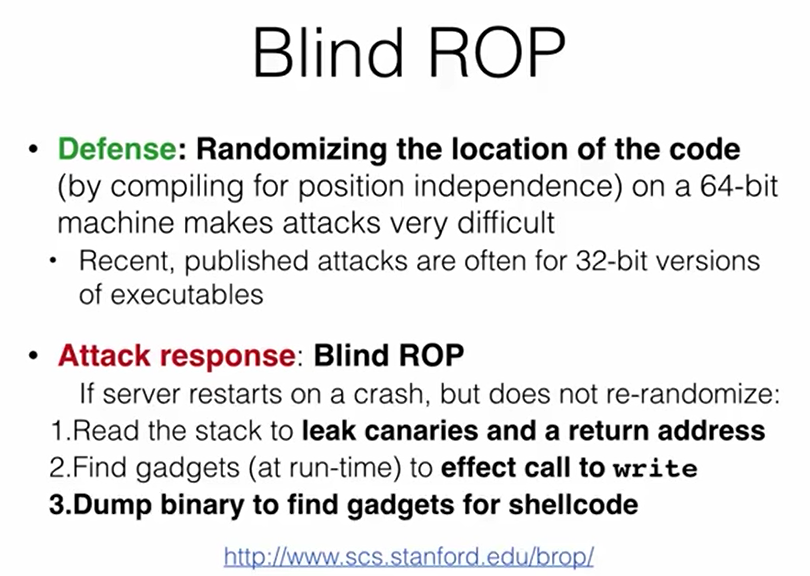 Blind ROP
• Defense: Randomizing the location of the code
(by compiling for position independence) on a 64-bit
machine makes attacks very difficult
• Recent, published attacks are often for 32-bit versions
of executables
• Attack response: Blind ROP
If server restarts on a crash, but does not re-randomize:
1.Read the stack to leak canaries and a return address
2.Find gadgets (at run-time) to effect call to write
3.Dump binary to find gadgets for shellcode
http://www.scs.stanford.edu/brop/